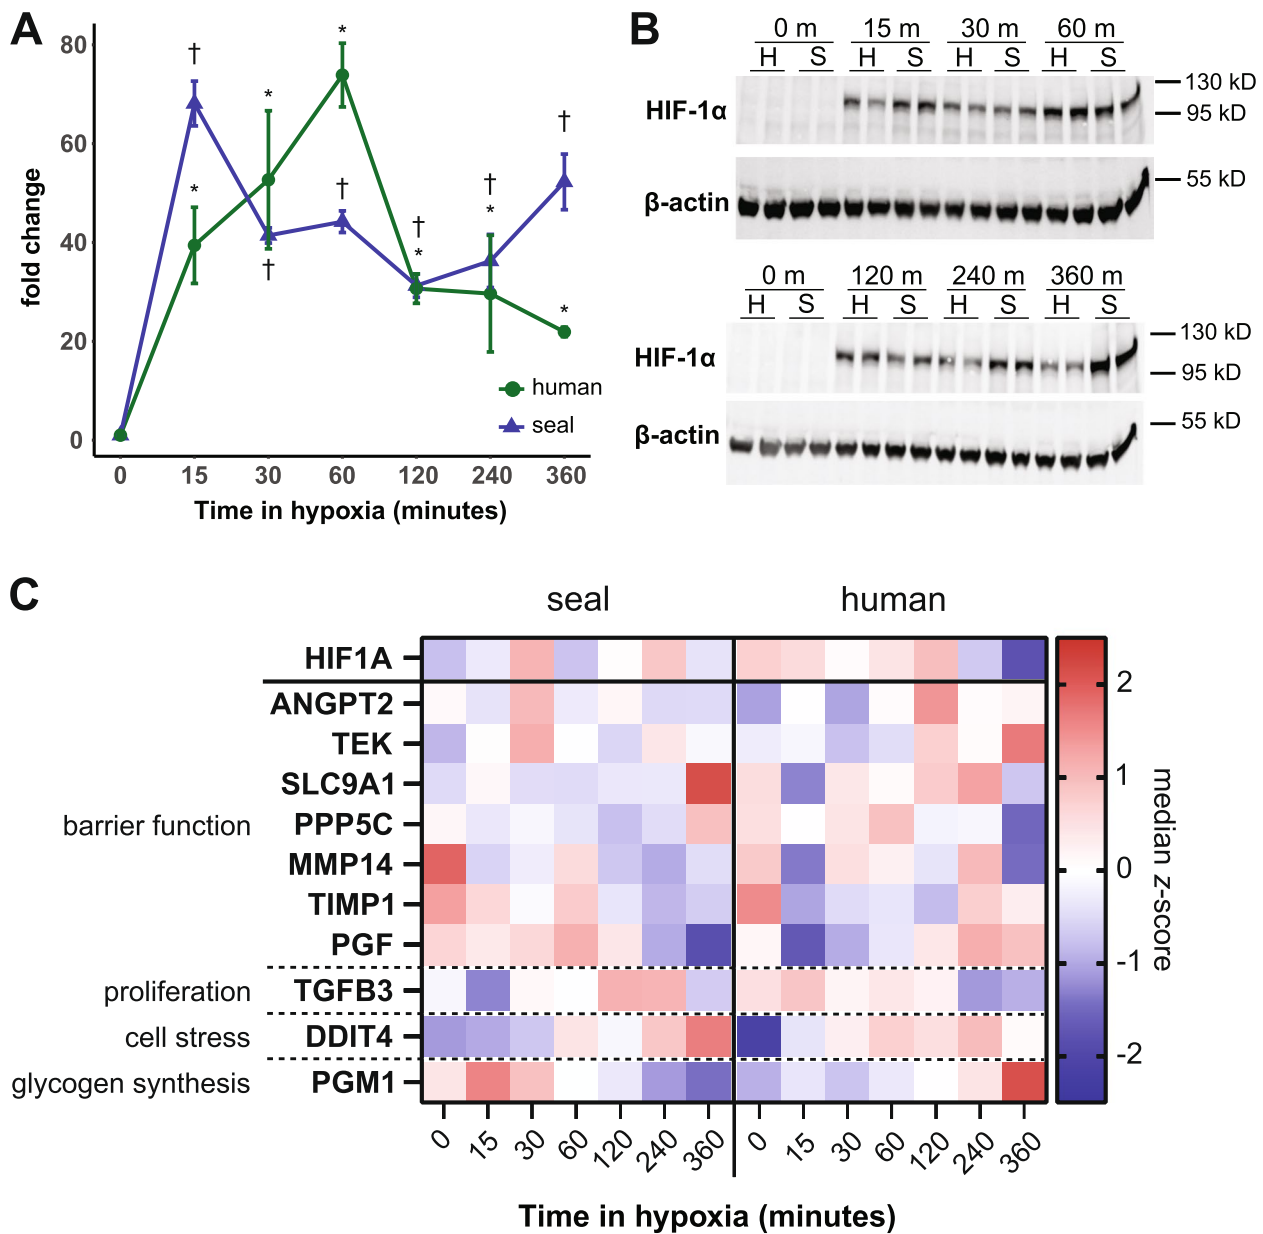 A
80
60
40
20
0
fold change
†
*
*
†
*
†
†
*
†
*
†
*
human
seal
0 15 30 60 120 240 360
Time in hypoxia (minutes)
B
0 m 15 m 30 m 60 m
H S H S H S H S
HIF-1α
130 kD
95 kD
β-actin
55 kD
0 m 120 m 240 m 360 m
H S H S H S H S
HIF-1α
130 kD
95 kD
β-actin
55 kD
C
seal human
HIF1A
ANGPT2
TEK
SLC9A1
barrier function PPP5C
MMP14
TIMP1
PGF
proliferation TGFB3
cell stress DDIT4
glycogen synthesis PGM1
2
1
0
-1
-2
median z-score
0 15 30 60 120 240 360 0 15 30 60 120 240 360
Time in hypoxia (minutes)